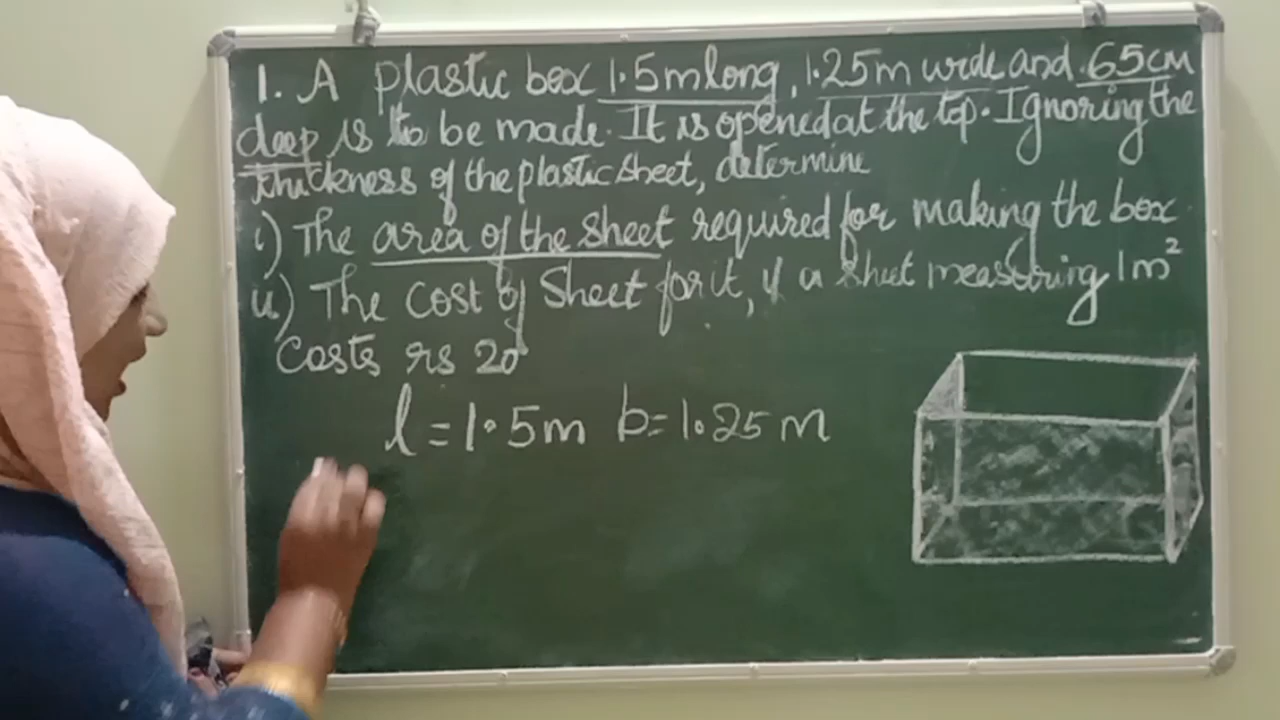 1. A plastic box 1.5m long, 1.25m wide and 65cm
deep is to be made. It is opened at the top. Ignoring the
thickness of the plastic sheet, determine
i) The area of the sheet required for making the box.
ii) The cost of sheet for it, if a sheet measuring 1m²
costs rs 20
l = 1.5m b = 1.25 m